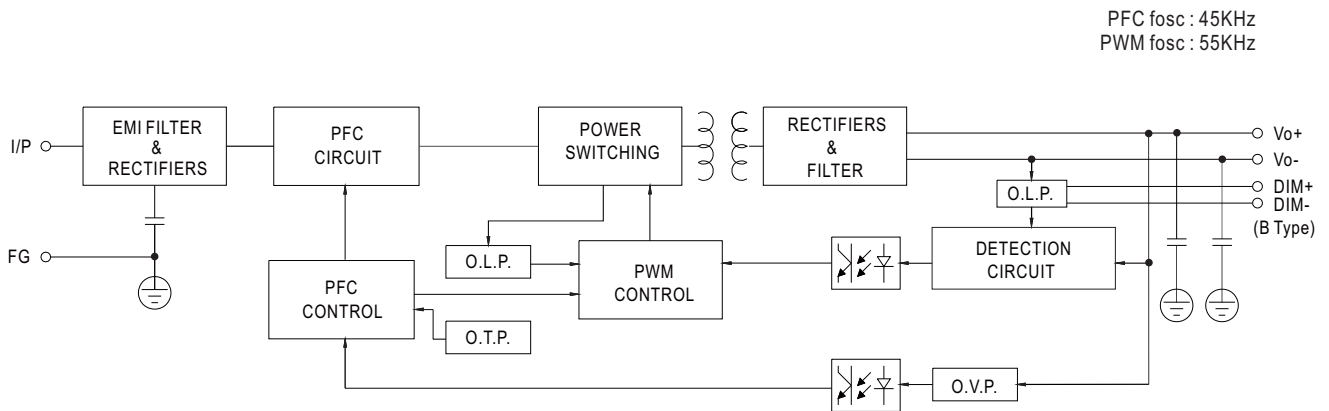 PFC fosc : 45KHz
PWM fosc : 55KHz
I/P
EMI FILTER
&
RECTIFIERS
PFC
CIRCUIT
POWER
SWITCHING
RECTIFIERS
&
FILTER
Vo+
Vo-
O.L.P.
DIM+
DIM-
(B Type)
FG
PFC
CONTROL
O.L.P.
PWM
CONTROL
DETECTION
CIRCUIT
O.T.P.
O.V.P.